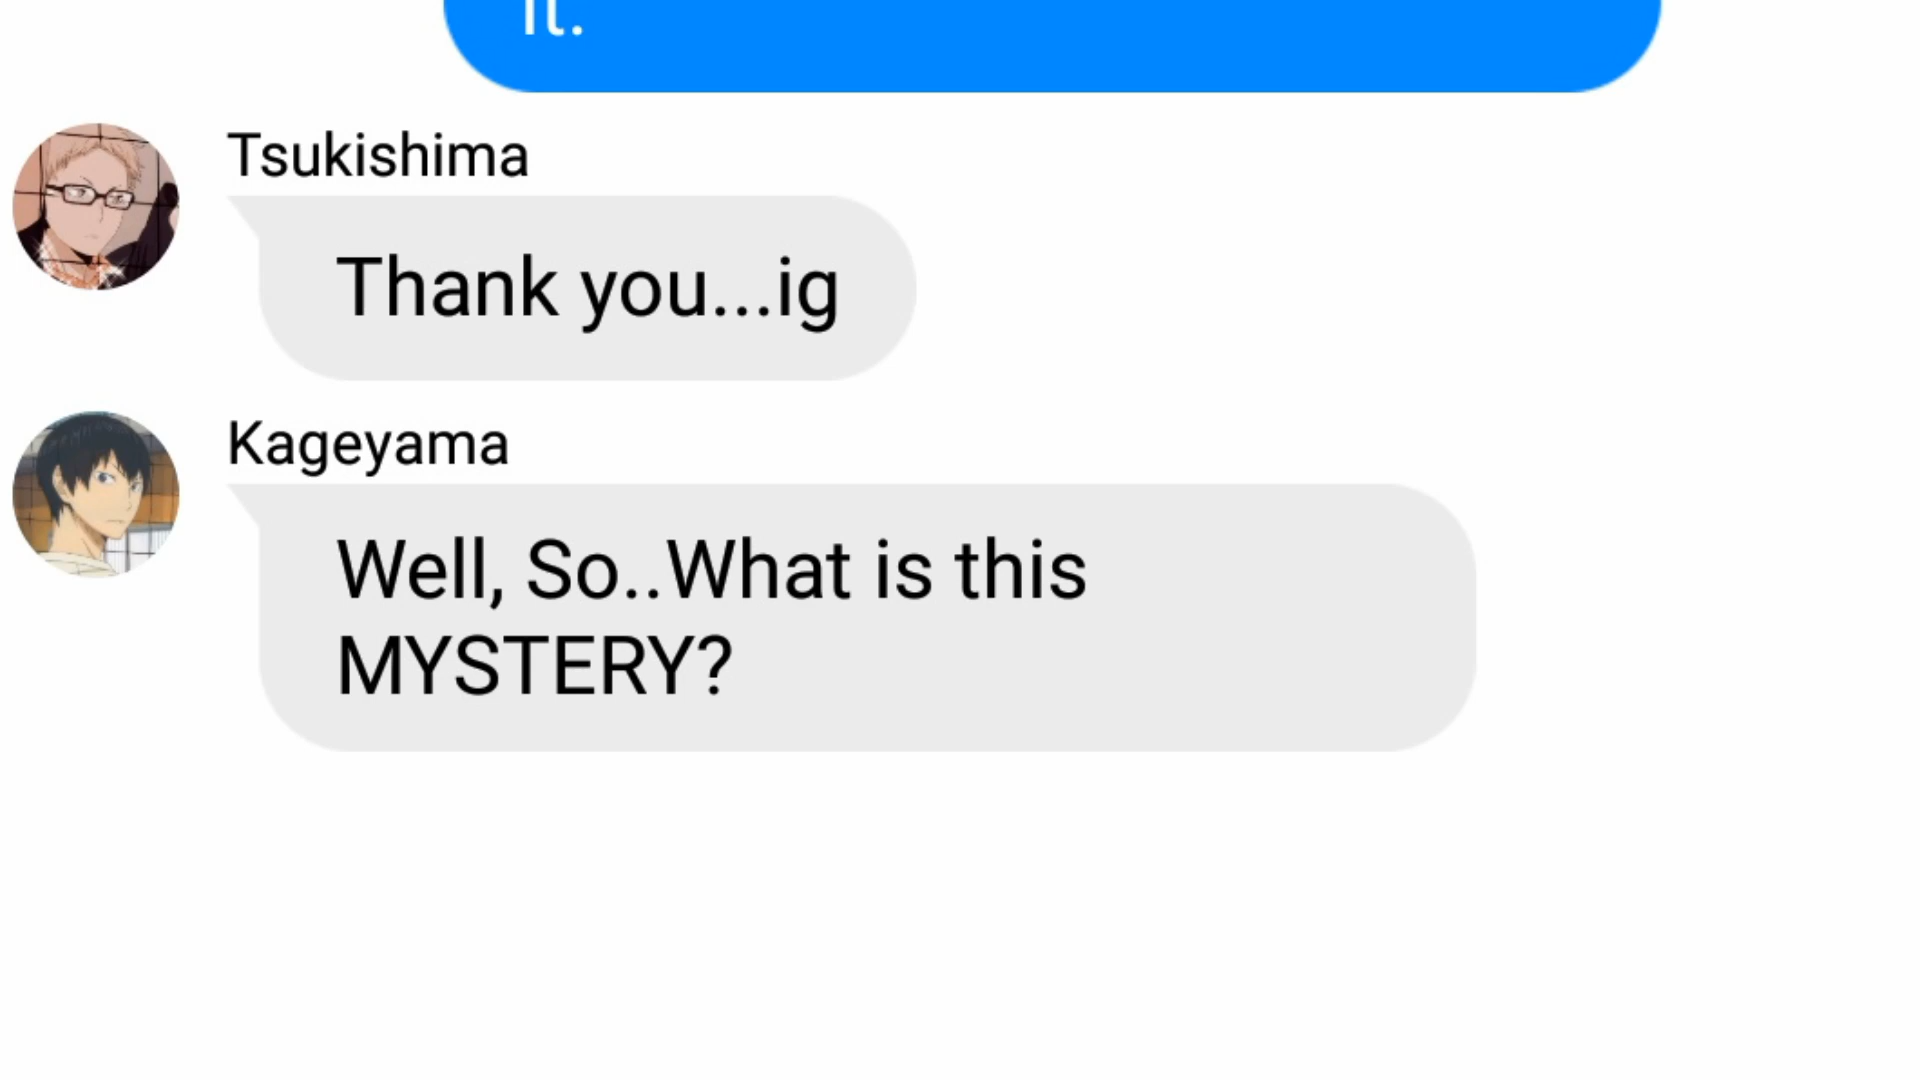 it.
Tsukishima
Thank you...ig
Kageyama
Well, So..What is this
MYSTERY?